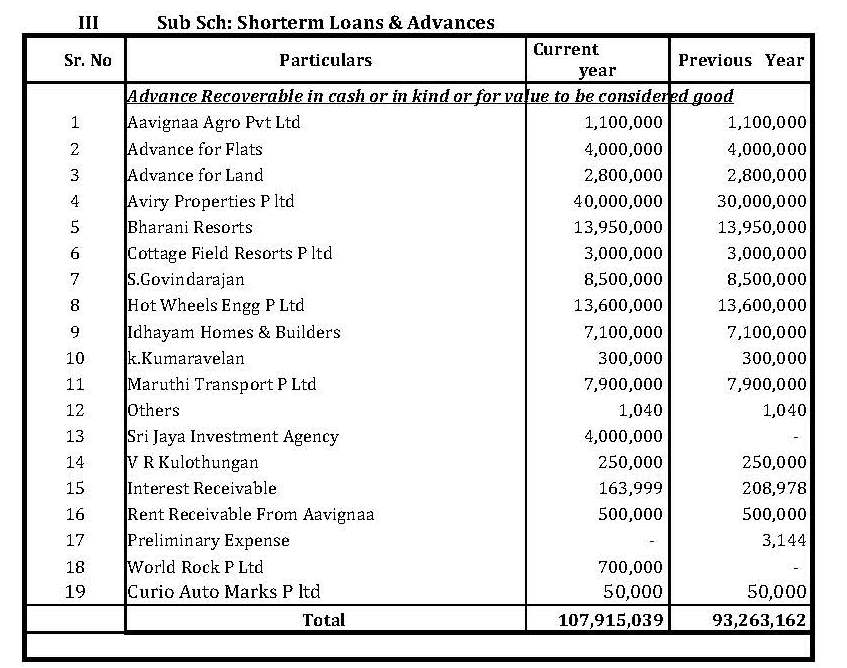 III Sub Sch: Shorterm Loans & Advances
Sr. No Particulars Current year Previous Year
Advance Recoverable in cash or in kind or for value to be considered good
1 Aavignaa Agro Pvt Ltd 1,100,000 1,100,000
2 Advance for Flats 4,000,000 4,000,000
3 Advance for Land 2,800,000 2,800,000
4 Aviry Properties P ltd 40,000,000 30,000,000
5 Bharani Resorts 13,950,000 13,950,000
6 Cottage Field Resorts P ltd 3,000,000 3,000,000
7 S.Govindarajan 8,500,000 8,500,000
8 Hot Wheels Engg P Ltd 13,600,000 13,600,000
9 Idhayam Homes & Builders 7,100,000 7,100,000
10 k.Kumaravelan 300,000 300,000
11 Maruthi Transport P Ltd 7,900,000 7,900,000
12 Others 1,040 1,040
13 Sri Jaya Investment Agency 4,000,000 -
14 V R Kulothungan 250,000 250,000
15 Interest Receivable 163,999 208,978
16 Rent Receivable From Aavignaa 500,000 500,000
17 Preliminary Expense - 3,144
18 World Rock P Ltd 700,000 -
19 Curio Auto Marks P ltd 50,000 50,000
Total 107,915,039 93,263,162